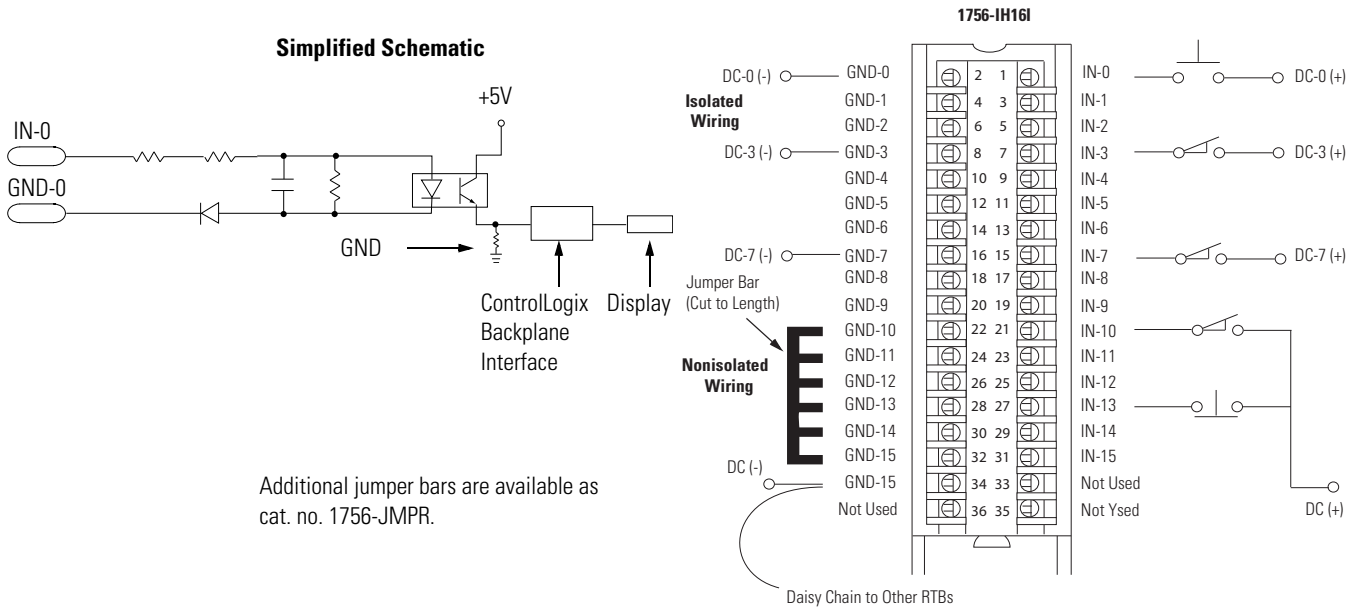 1756-IH16I
Simplified Schematic
+5V
IN-0
GND-0
GND
ControlLogix
Backplane
Interface
Display
Additional jumper bars are available as
cat. no. 1756-JMPR.
DC-0 (-) GND-0 2 1 IN-0 DC-0 (+)
Isolated
Wiring
GND-1 4 3 IN-1
GND-2 6 5 IN-2
DC-3 (-) GND-3 8 7 IN-3 DC-3 (+)
GND-4 10 9 IN-4
GND-5 12 11 IN-5
GND-6 14 13 IN-6
DC-7 (-) GND-7 16 15 IN-7 DC-7 (+)
Jumper Bar
(Cut to Length)
GND-8 18 17 IN-8
GND-9 20 19 IN-9
GND-10 22 21 IN-10
Nonisolated
Wiring
GND-11 24 23 IN-11
GND-12 26 25 IN-12
GND-13 28 27 IN-13
GND-14 30 29 IN-14
GND-15 32 31 IN-15
DC (-) GND-15 34 33 Not Used
Not Used 36 35 Not Ysed DC (+)
Daisy Chain to Other RTBs